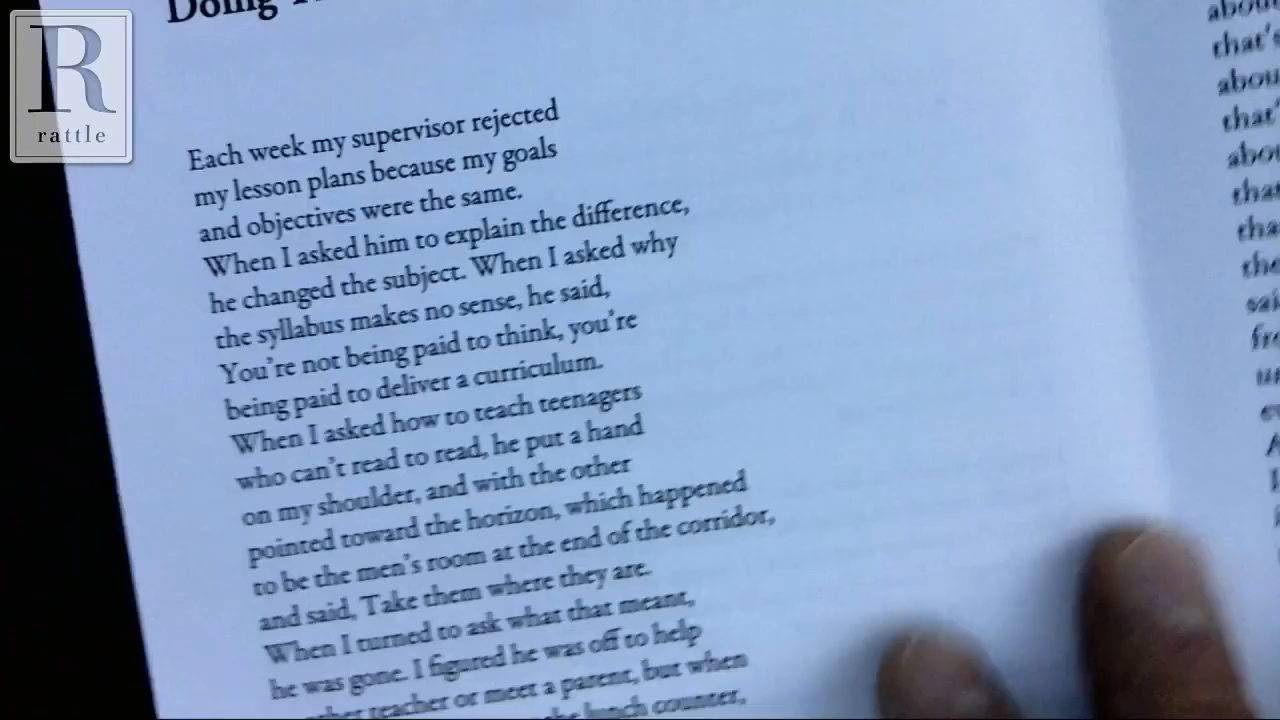 R
rattle
Doing
Each week my supervisor rejected
my lesson plans because my goals
and objectives were the same.
When I asked him to explain the difference,
he changed the subject. When I asked why
the syllabus makes no sense, he said,
You're not being paid to think, you're
being paid to deliver a curriculum.
When I asked how to teach teenagers
who can't read to read, he put a hand
on my shoulder, and with the other
pointed toward the horizon, which happened
to be the men's room at the end of the corridor,
and said, Take them where they are.
When I turned to ask what that meant,
he was gone. I figured he was off to help
teacher or meet a parent, but when
lunch counter,
that's